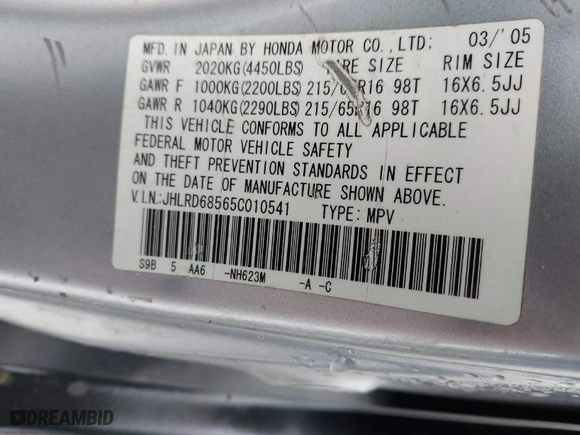 MFD. IN JAPAN BY HONDA MOTOR CO.,LTD: 03/'05
GVWR 2020KG(4450LBS) SIZE RIM SIZE
GAWR F 1000KG(2200LBS) 98T 16X6.5JJ
GAWR R 1040KG(2290LBS) 215/65R16 98T 16X6.5JJ
THIS VEHICLE CONFORMS TO ALL APPLICABLE
FEDERAL MOTOR VEHICLE SAFETY
AND THEFT PREVENTION STANDARDS IN EFFECT
ON THE DATE OF MANUFACTURE SHOWN ABOVE.
V.I.N.:JHLRD68565C010541 TYPE: MPV
S9B 5 AA6 -NH623M -A -C
DREAMBID